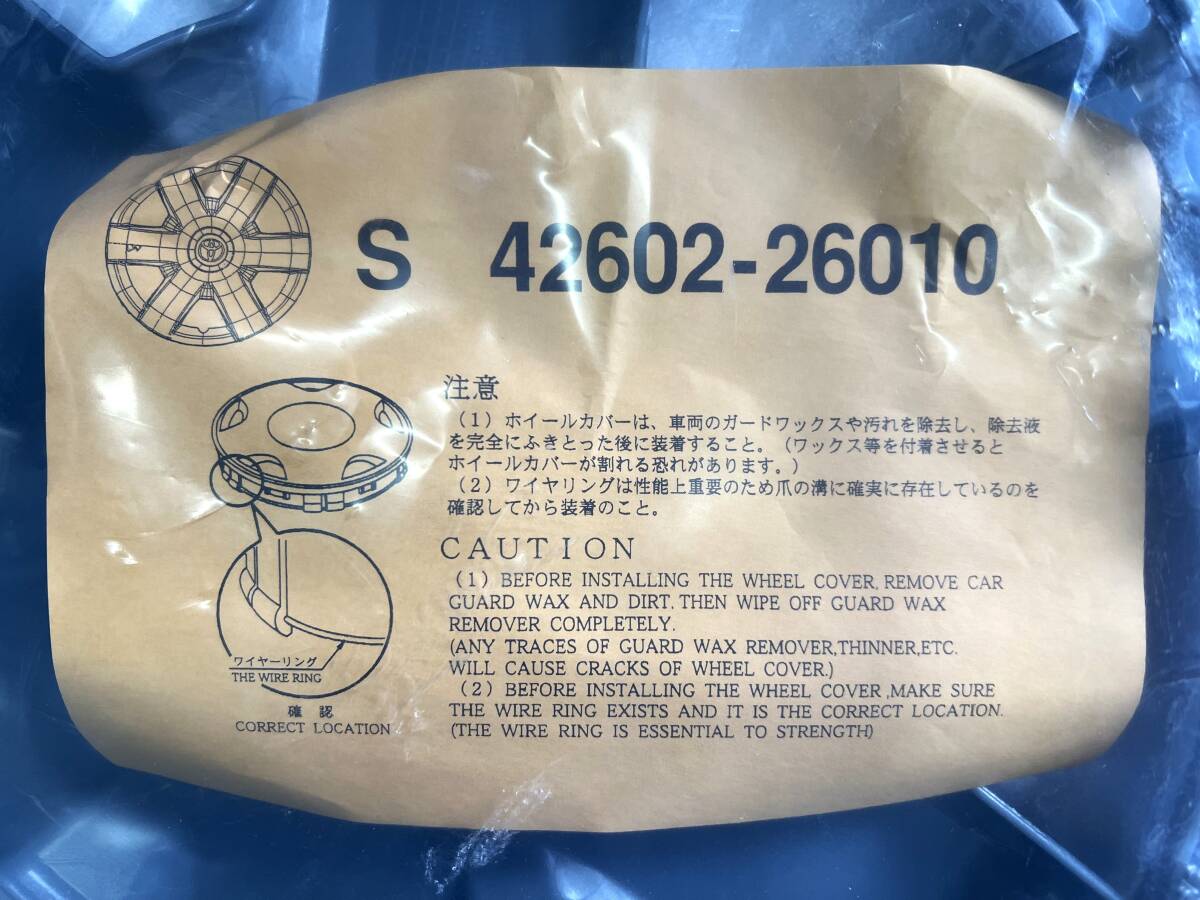 S 42602-26010
注意
(1) ホイールカバーは、車両のガードワックスや汚れを除去し、除去液
を完全にふきとった後に装着すること。(ワックス等を付着させると
ホイールカバーが割れる恐れがあります。)
(2) ワイヤリングは性能上重要のため爪の溝に確実に存在しているのを
確認してから装着のこと。
CAUTION
(1) BEFORE INSTALLING THE WHEEL COVER, REMOVE CAR
GUARD WAX AND DIRT. THEN WIPE OFF GUARD WAX
REMOVER COMPLETELY.
(ANY TRACES OF GUARD WAX REMOVER,THINNER,ETC.
WILL CAUSE CRACKS OF WHEEL COVER.)
(2) BEFORE INSTALLING THE WHEEL COVER ,MAKE SURE
THE WIRE RING EXISTS AND IT IS THE CORRECT LOCATION.
(THE WIRE RING IS ESSENTIAL TO STRENGTH)
ワイヤーリング
THE WIRE RING
確 認
CORRECT LOCATION